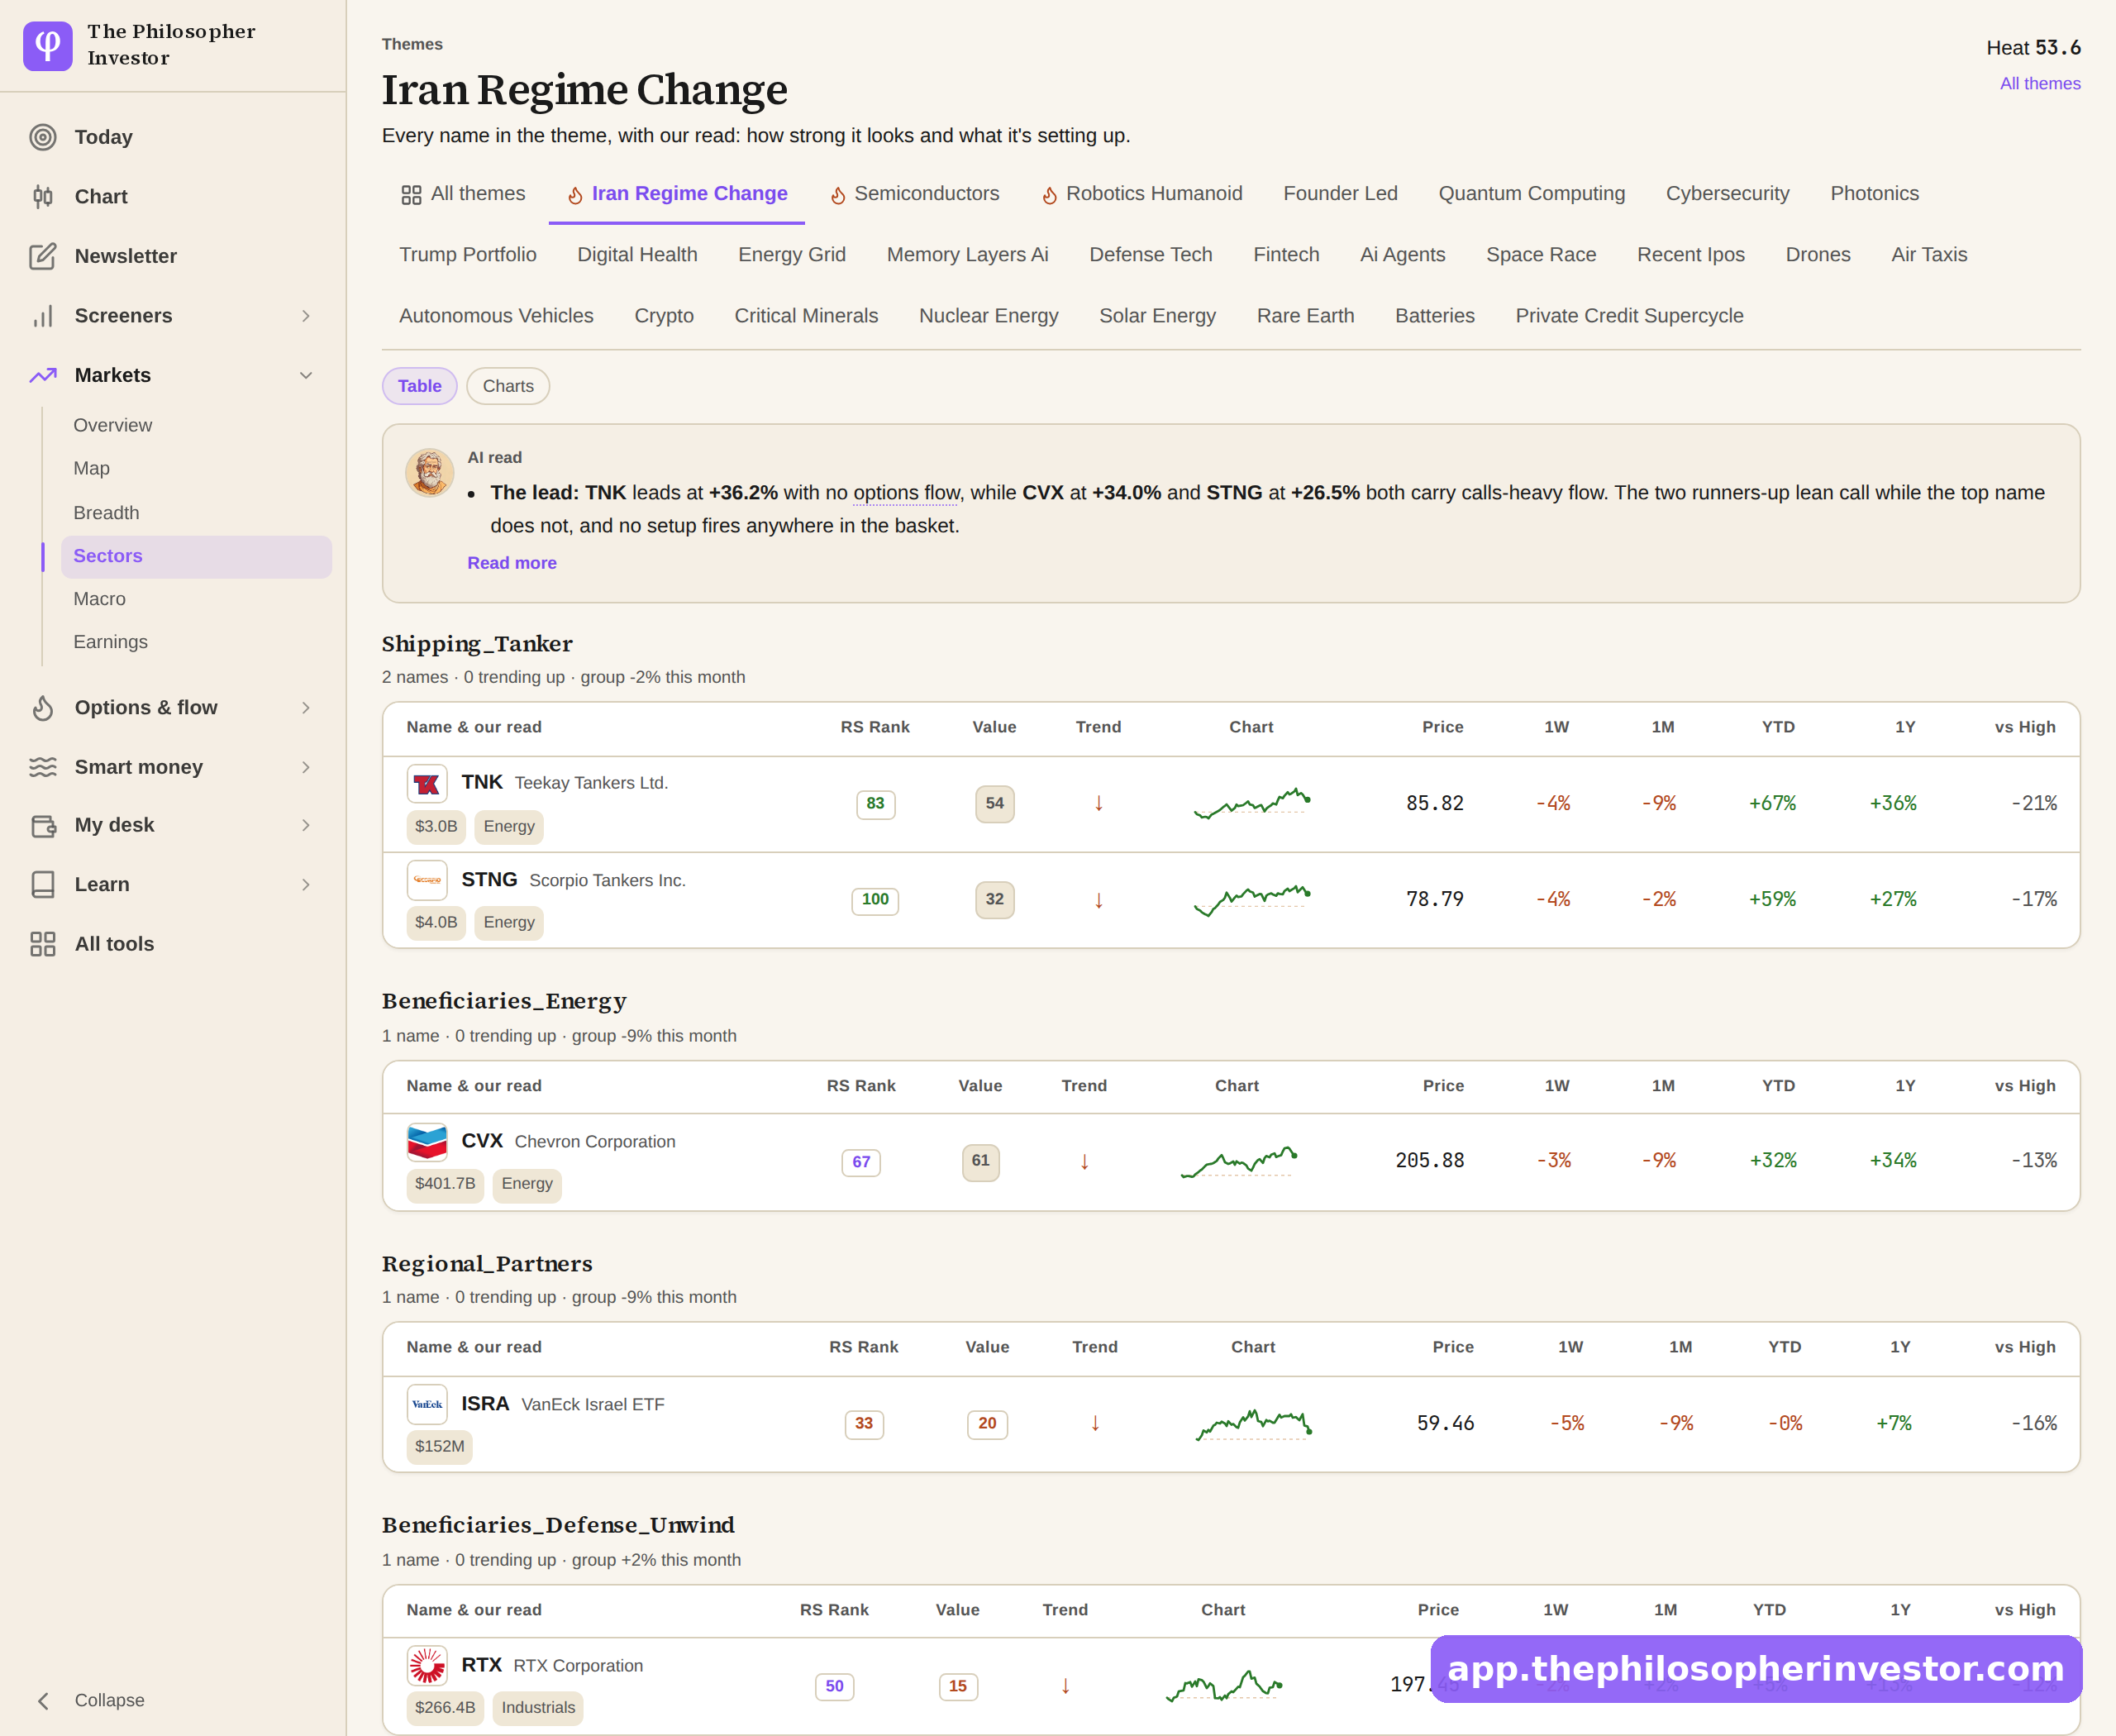 φ
The Philosopher
Investor
Today
Chart
Newsletter
Screeners
Markets
Overview
Map
Breadth
Sectors
Macro
Earnings
Options & flow
Smart money
My desk
Learn
All tools
Collapse
Themes
Iran Regime Change
Every name in the theme, with our read: how strong it looks and what it's setting up.
Heat 53.6
All themes
All themes Iran Regime Change Semiconductors Robotics Humanoid Founder Led Quantum Computing Cybersecurity Photonics
Trump Portfolio Digital Health Energy Grid Memory Layers Ai Defense Tech Fintech Ai Agents Space Race Recent Ipos Drones Air Taxis
Autonomous Vehicles Crypto Critical Minerals Nuclear Energy Solar Energy Rare Earth Batteries Private Credit Supercycle
Table Charts
AI read
• The lead: TNK leads at +36.2% with no options flow, while CVX at +34.0% and STNG at +26.5% both carry calls-heavy flow. The two runners-up lean call while the top name
does not, and no setup fires anywhere in the basket.
Read more
Shipping_Tanker
2 names · 0 trending up · group -2% this month
Name & our read RS Rank Value Trend Chart Price 1W 1M YTD 1Y vs High
TNK Teekay Tankers Ltd. 83 54 ↓ 85.82 -4% -9% +67% +36% -21%
$3.0B Energy
STNG Scorpio Tankers Inc. 100 32 ↓ 78.79 -4% -2% +59% +27% -17%
$4.0B Energy
Beneficiaries_Energy
1 name · 0 trending up · group -9% this month
Name & our read RS Rank Value Trend Chart Price 1W 1M YTD 1Y vs High
CVX Chevron Corporation 67 61 ↓ 205.88 -3% -9% +32% +34% -13%
$401.7B Energy
Regional_Partners
1 name · 0 trending up · group -9% this month
Name & our read RS Rank Value Trend Chart Price 1W 1M YTD 1Y vs High
VanEck ISRA VanEck Israel ETF 33 20 ↓ 59.46 -5% -9% -0% +7% -16%
$152M
Beneficiaries_Defense_Unwind
1 name · 0 trending up · group +2% this month
Name & our read RS Rank Value Trend Chart Price 1W 1M YTD 1Y vs High
RTX RTX Corporation 50 15 ↓
$266.4B Industrials
app.thephilosopherinvestor.com